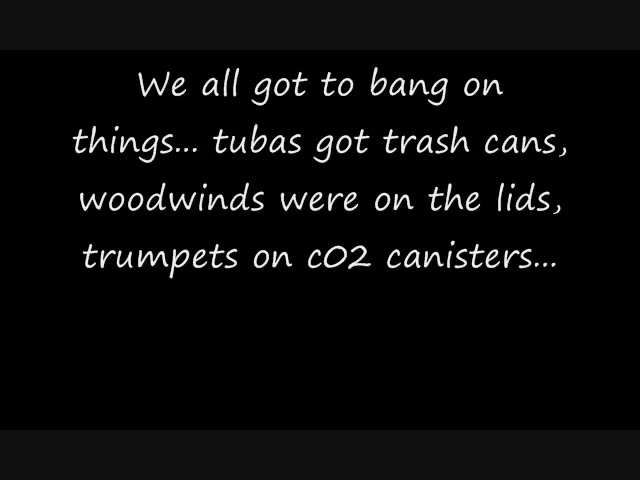 We all got to bang on
things... tubas got trash cans,
woodwinds were on the lids,
trumpets on cO2 canisters...